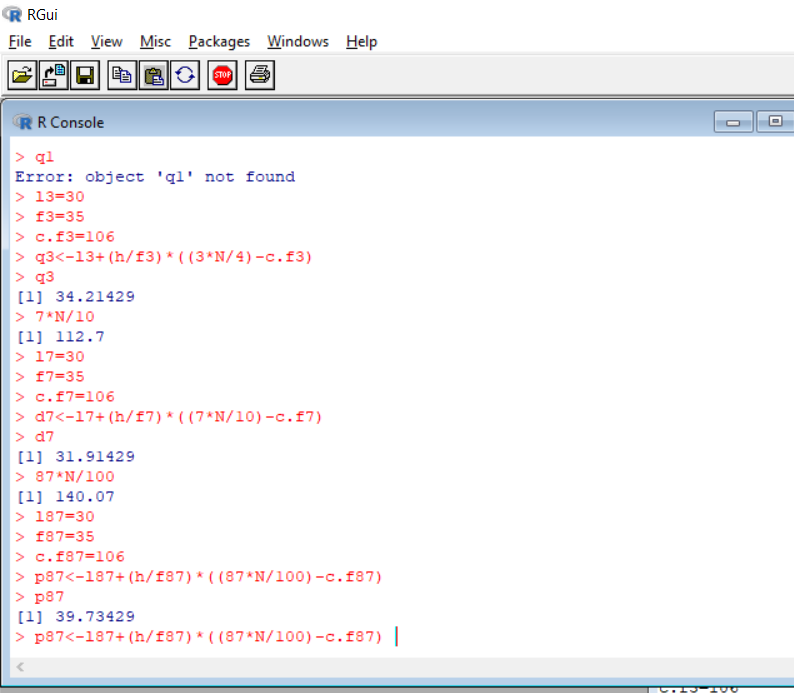 RGui
File Edit View Misc Packages Windows Help
STOP
R Console
> q1
Error: object 'q1' not found
> l3=30
> f3=35
> c.f3=106
> q3<-l3+(h/f3)*((3*N/4)-c.f3)
> q3
[1] 34.21429
> 7*N/10
[1] 112.7
> l7=30
> f7=35
> c.f7=106
> d7<-l7+(h/f7)*((7*N/10)-c.f7)
> d7
[1] 31.91429
> 87*N/100
[1] 140.07
> l87=30
> f87=35
> c.f87=106
> p87<-l87+(h/f87)*((87*N/100)-c.f87)
> p87
[1] 39.73429
> p87<-l87+(h/f87)*((87*N/100)-c.f87)